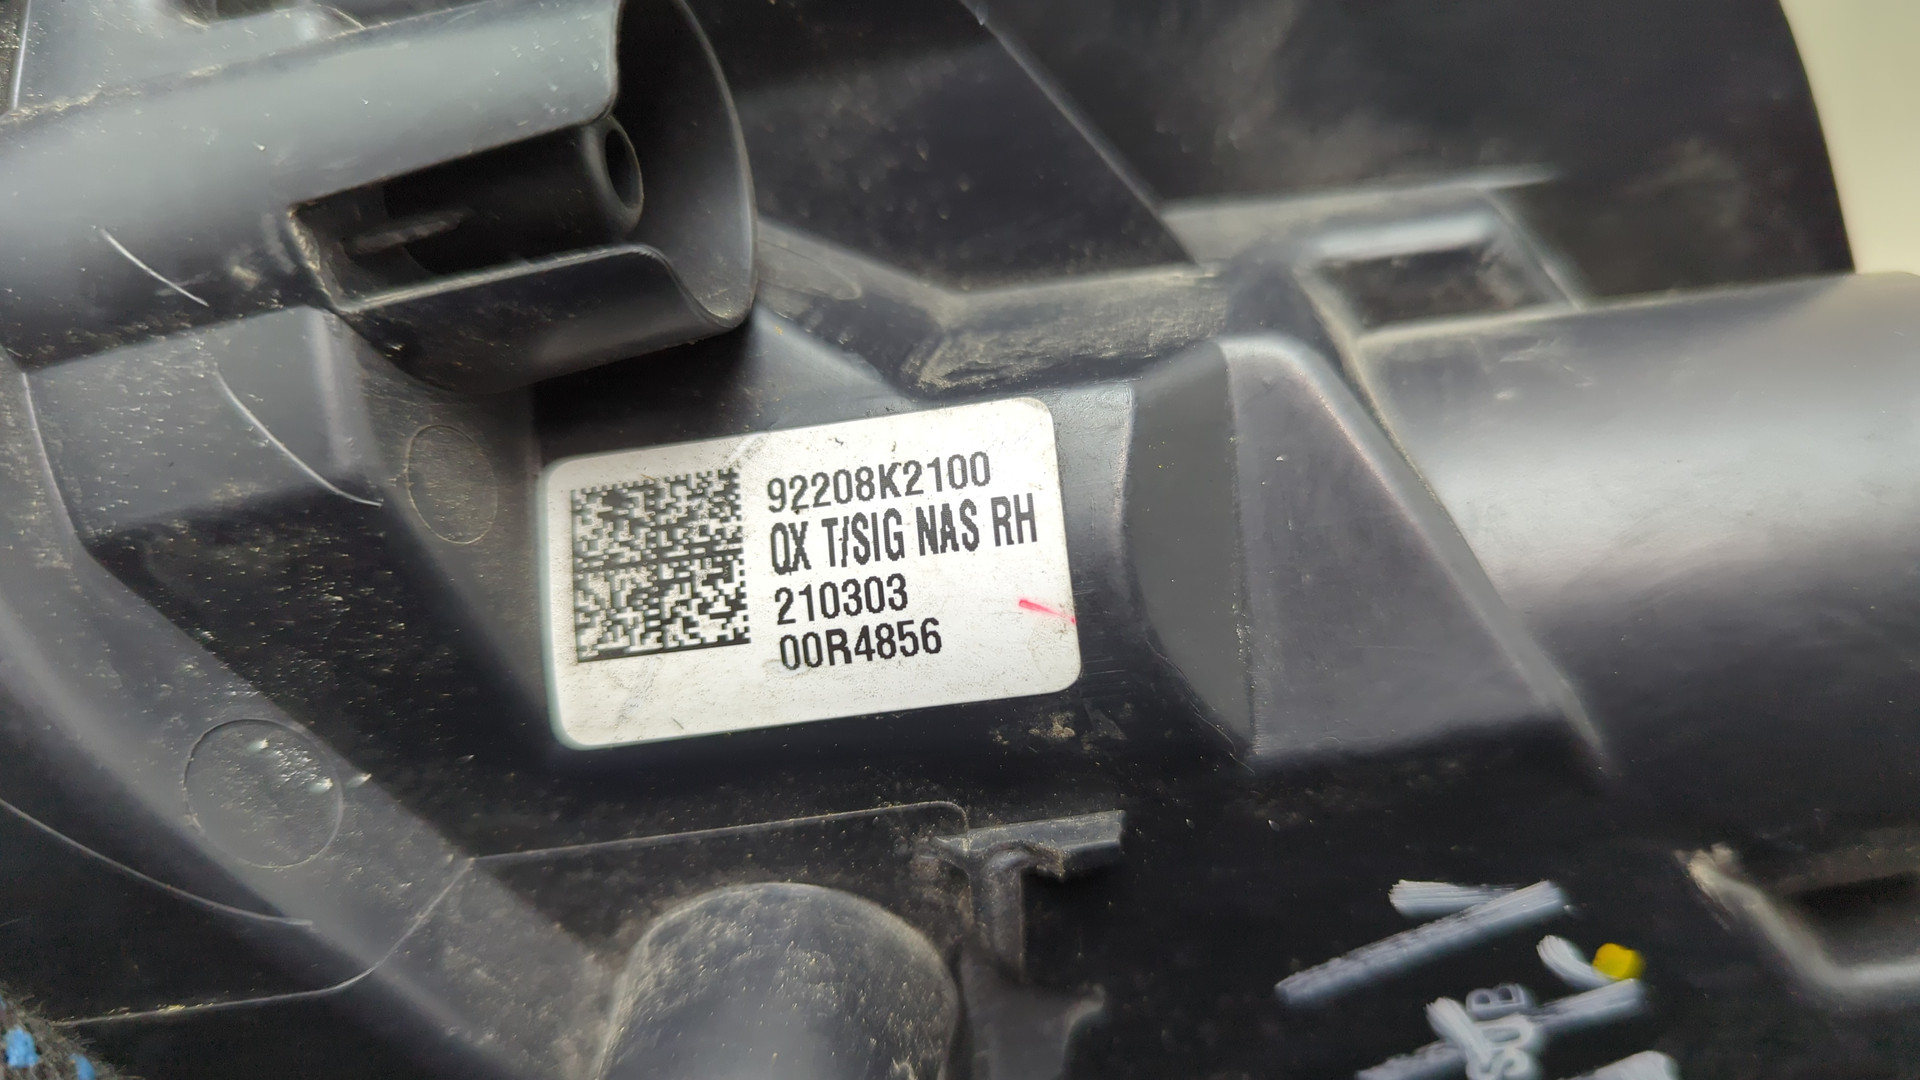 92208K2100
QX T/SIG NAS RH
210303
00R4856